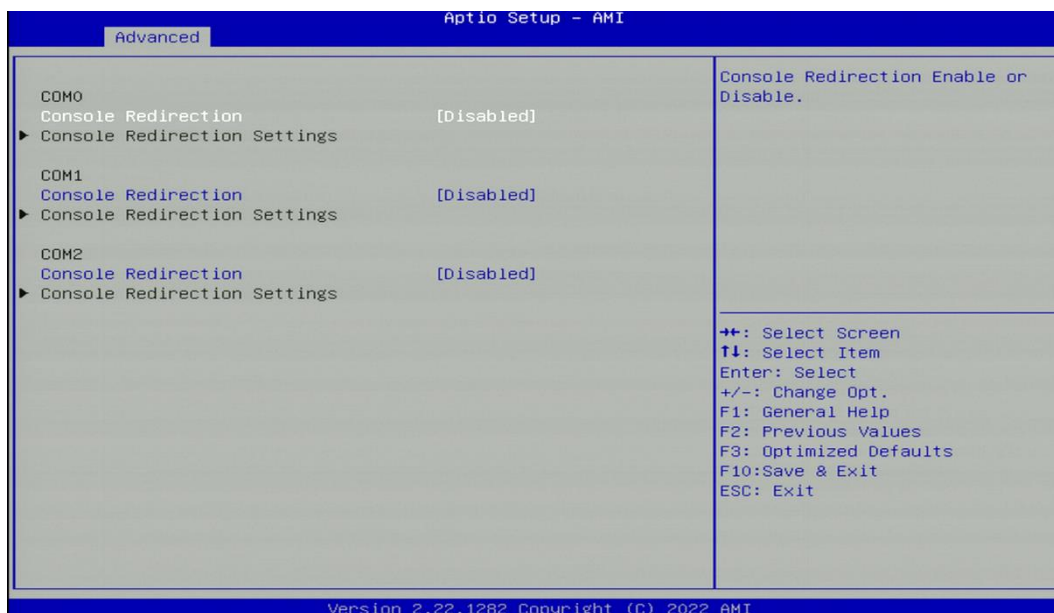 Aptio Setup – AMI
Advanced
COM0
Console Redirection [Disabled]
► Console Redirection Settings
COM1
Console Redirection [Disabled]
► Console Redirection Settings
COM2
Console Redirection [Disabled]
► Console Redirection Settings
Console Redirection Enable or
Disable.
→←: Select Screen
↑↓: Select Item
Enter: Select
+/-: Change Opt.
F1: General Help
F2: Previous Values
F3: Optimized Defaults
F10:Save & Exit
ESC: Exit
Version 2.22.1282 Copyright (C) 2022 AMI